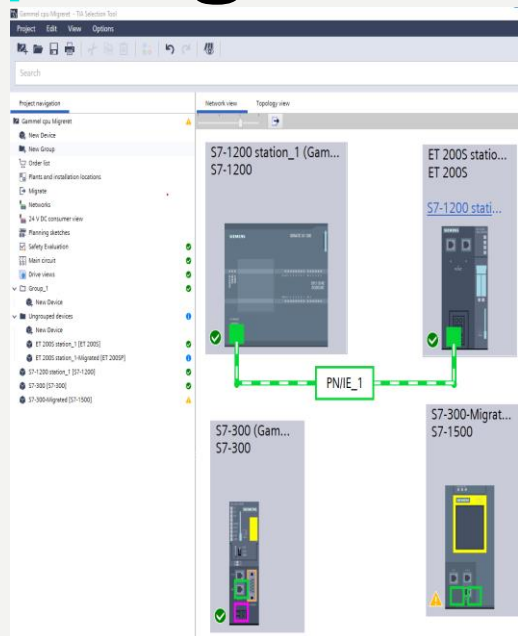 Gammel cpu Migreret - TIA Selection Tool
Project Edit View Options
Search
Project navigation
Network view Topology view
Gammel cpu Migreret
New Device
New Group
Order list
Plants and installation locations
Migrate
Networks
24 V DC consumer view
Planning sketches
Safety Evaluation
Main circuit
Drive views
Group_1
New Device
Ungrouped devices
New Device
ET 200S station_1 [ET 200S]
ET 200S station_1-Migrated [ET 200SP]
S7-1200 station_1 [S7-1200]
S7-300 [S7-300]
S7-300-Migrated [S7-1500]
S7-1200 station_1 (Gam...
S7-1200
SIEMENS
ET 200S statio...
ET 200S
S7-1200 stati...
PN/IE_1
S7-300 (Gam...
S7-300
S7-300-Migrat...
S7-1500